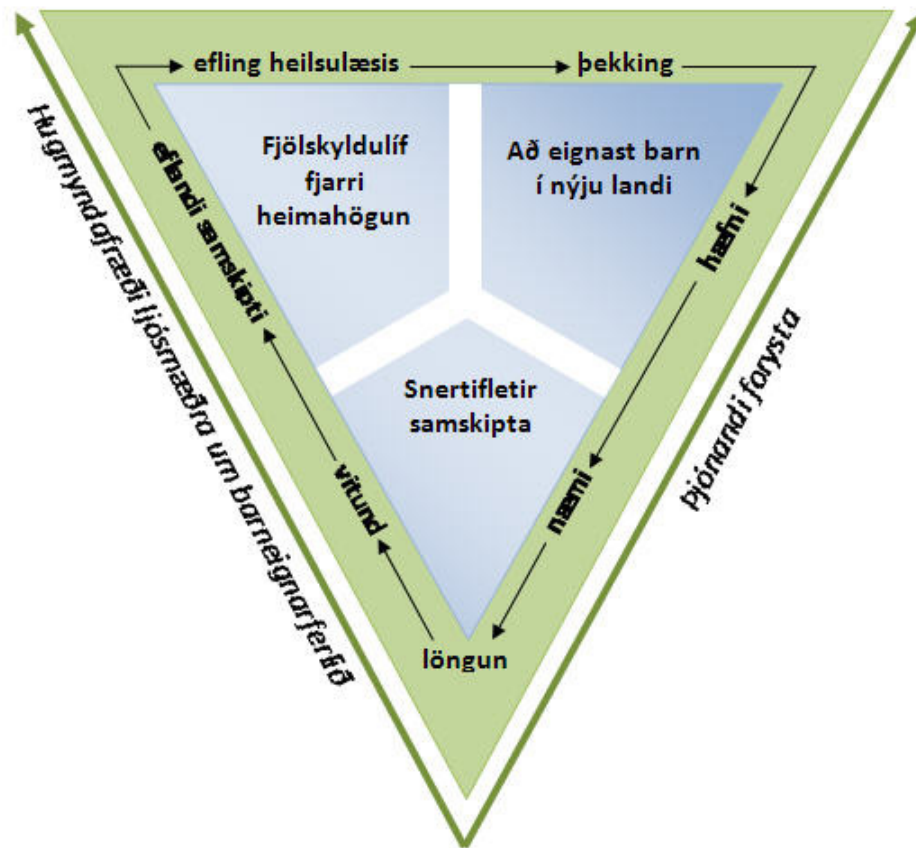 efling heilsulæsis
þekking
Fjölskyldulíf
fjarri
heimahögun
Að eignast barn
í nýju landi
eflandi samskipti
hæfni
Snertifletir
samskipta
vitund
næmi
löngun
Hugmyndafræði ljósmæðra um barneignarferlið
Þjónandi forysta